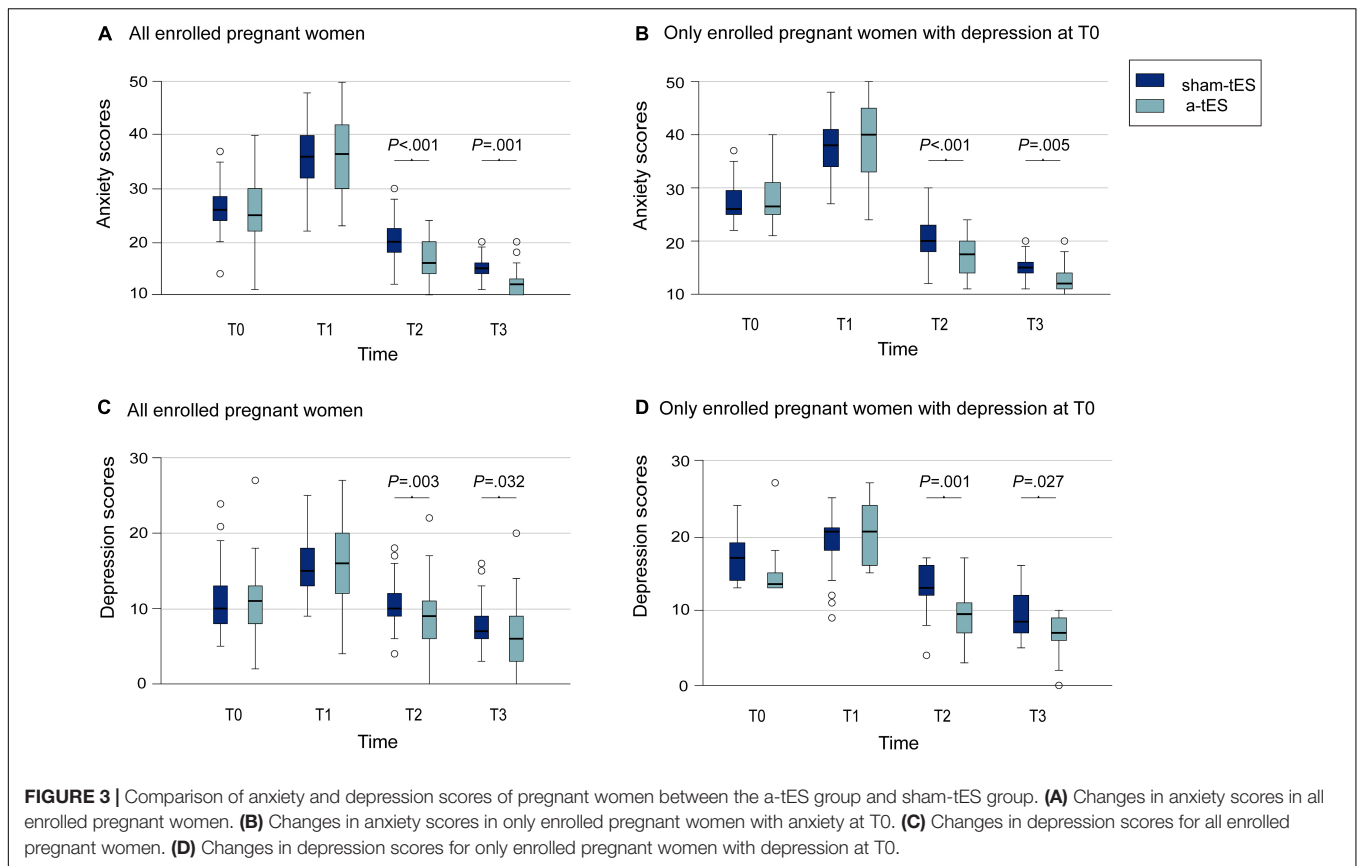 A All enrolled pregnant women
50
40
30
20
10
Anxiety scores
P<.001
P=.001
T0 T1 T2 T3
Time
B Only enrolled pregnant women with depression at T0
50
40
30
20
10
Anxiety scores
P<.001
P=.005
T0 T1 T2 T3
Time
sham-tES
a-tES
C All enrolled pregnant women
30
20
10
0
Depression scores
P=.003
P=.032
T0 T1 T2 T3
Time
D Only enrolled pregnant women with depression at T0
30
20
10
0
Depression scores
P=.001
P=.027
T0 T1 T2 T3
Time
FIGURE 3 | Comparison of anxiety and depression scores of pregnant women between the a-tES group and sham-tES group. (A) Changes in anxiety scores in all
enrolled pregnant women. (B) Changes in anxiety scores in only enrolled pregnant women with anxiety at T0. (C) Changes in depression scores for all enrolled
pregnant women. (D) Changes in depression scores for only enrolled pregnant women with depression at T0.